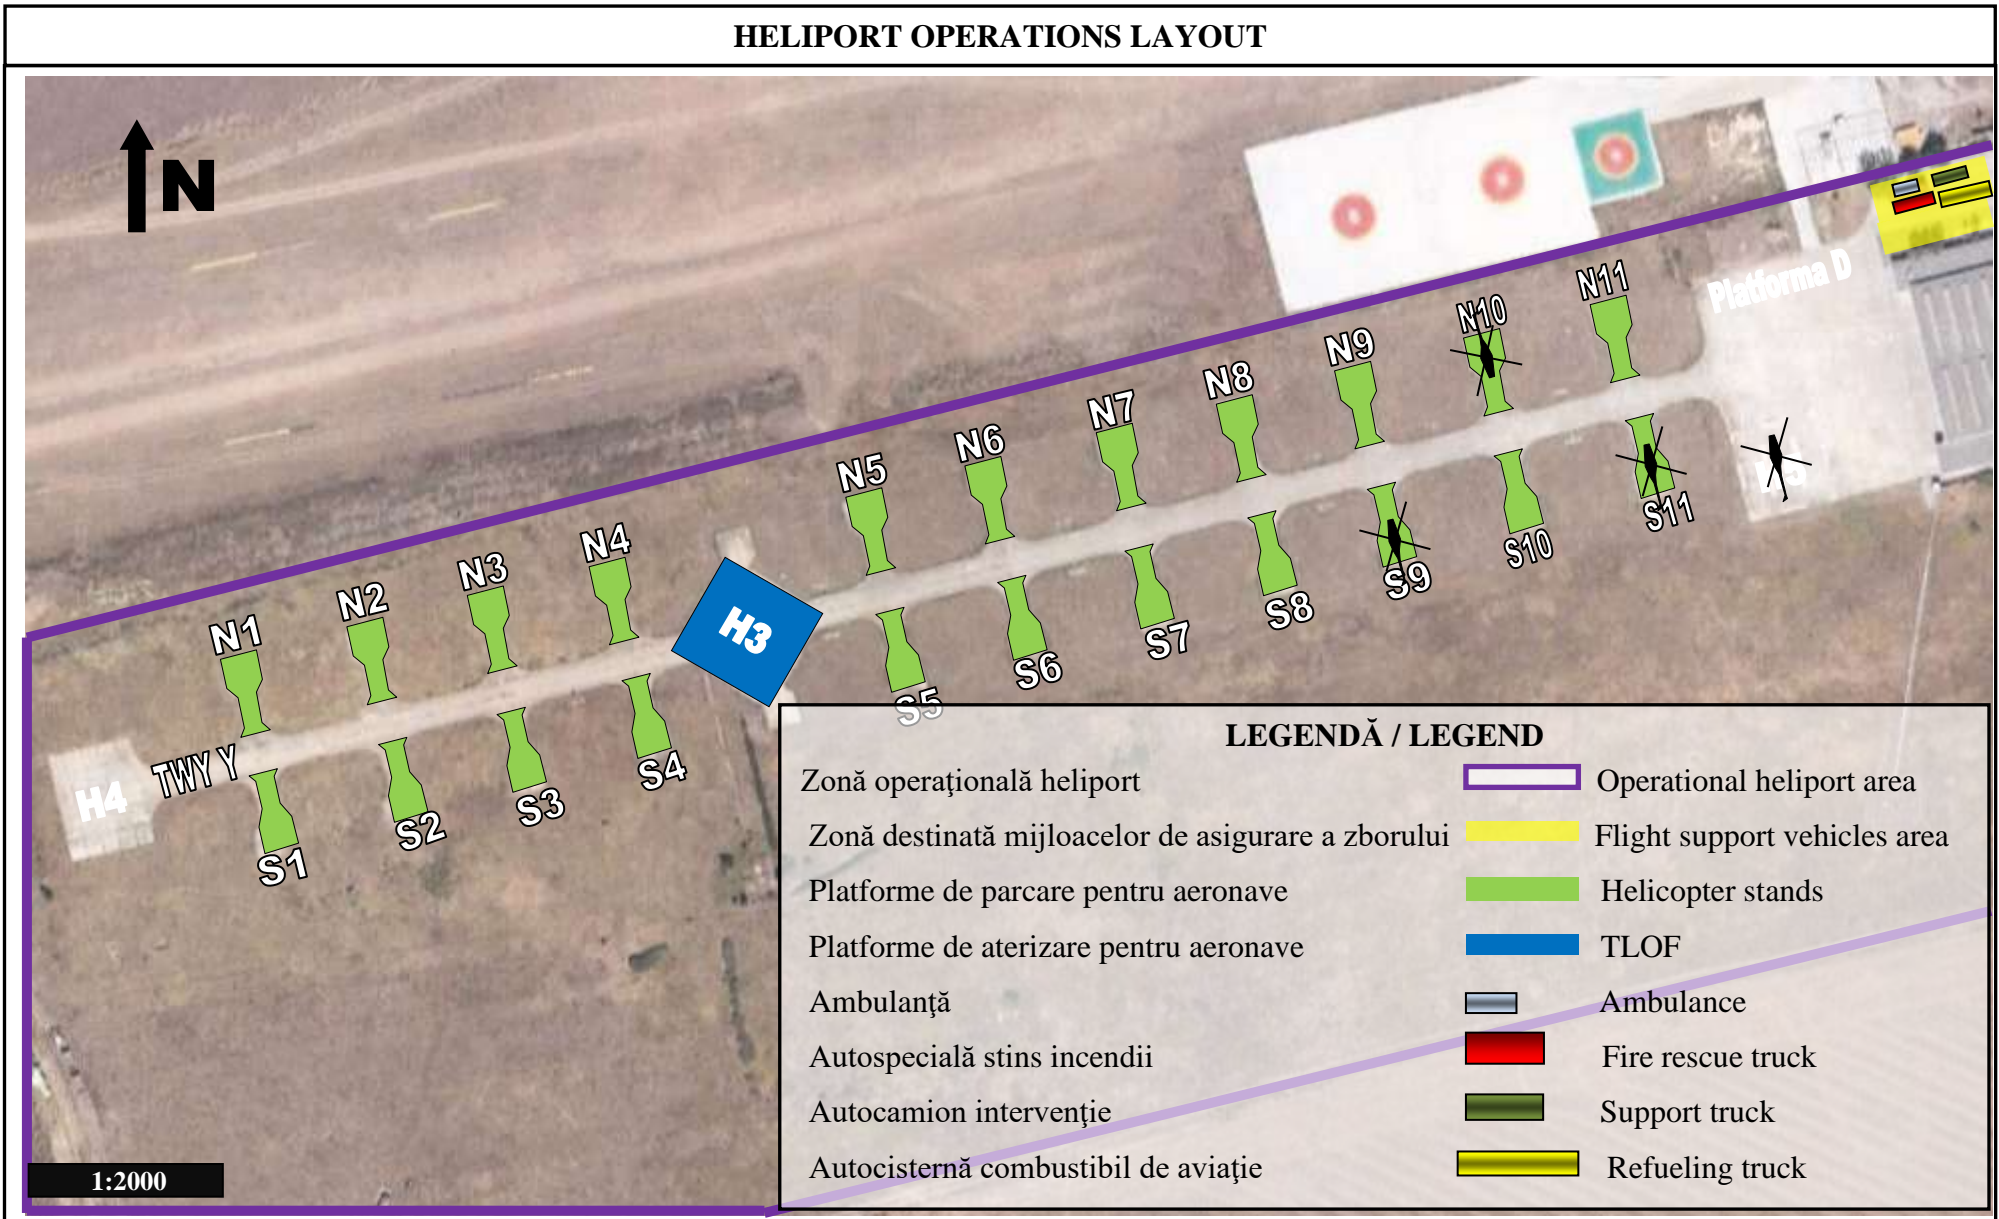 HELIPORT OPERATIONS LAYOUT
N
Platforma D
N11
N10
N9
N8
N7
N6
N5
N4
N3
N2
N1
H3
H4
TWY Y
S1
S2
S3
S4
S5
S6
S7
S8
S9
S10
S11
LEGENDĂ / LEGEND
Zonă operaţională heliport Operational heliport area
Zonă destinată mijloacelor de asigurare a zborului Flight support vehicles area
Platforme de parcare pentru aeronave Helicopter stands
Platforme de aterizare pentru aeronave TLOF
Ambulanţă Ambulance
Autospecială stins incendii Fire rescue truck
Autocamion intervenţie Support truck
Autocisternă combustibil de aviaţie Refueling truck
1:2000